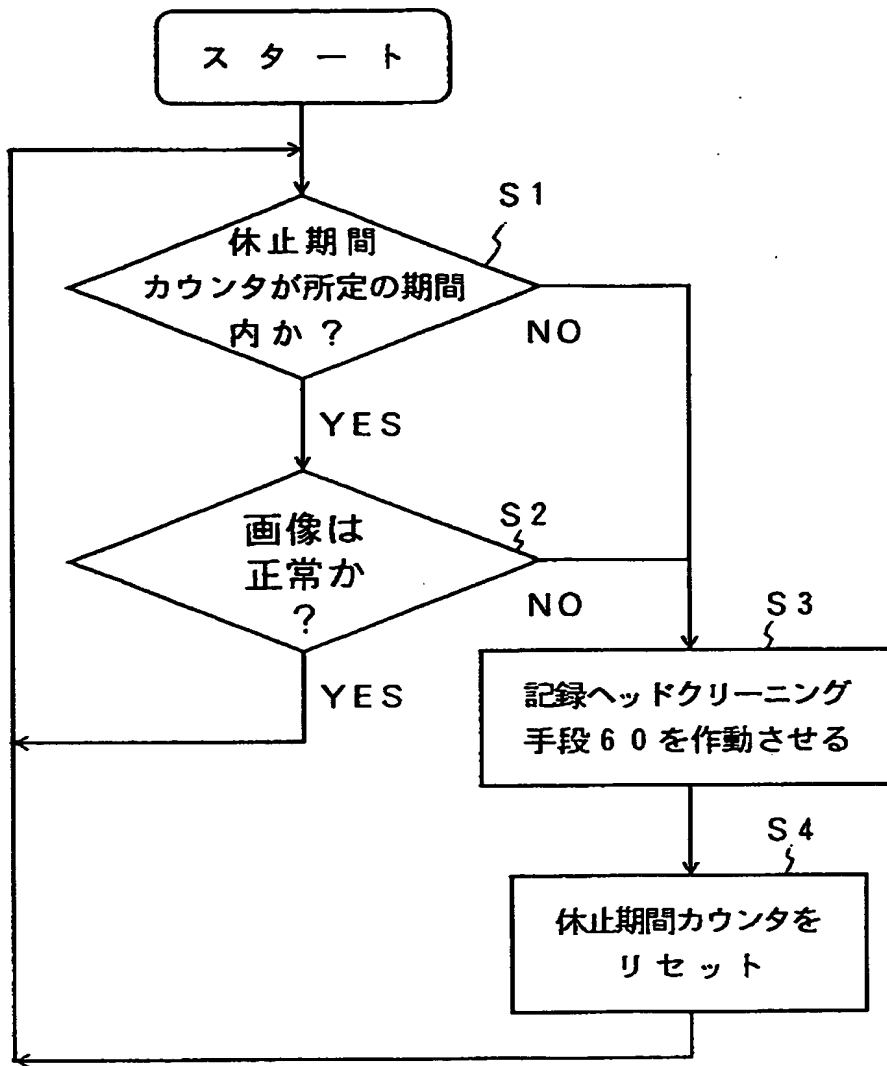 スタート
S1
休止期間
カウンタが所定の期間
内か?
NO
YES
S2
画像は
正常か
?
NO
YES
S3
記録ヘッドクリーニング
手段60を作動させる
S4
休止期間カウンタを
リセット